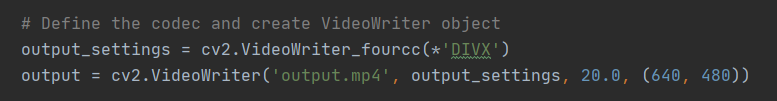 # Define the codec and create VideoWriter object
output_settings = cv2.VideoWriter_fourcc(*'DIVX')
output = cv2.VideoWriter('output.mp4', output_settings, 20.0, (640, 480))